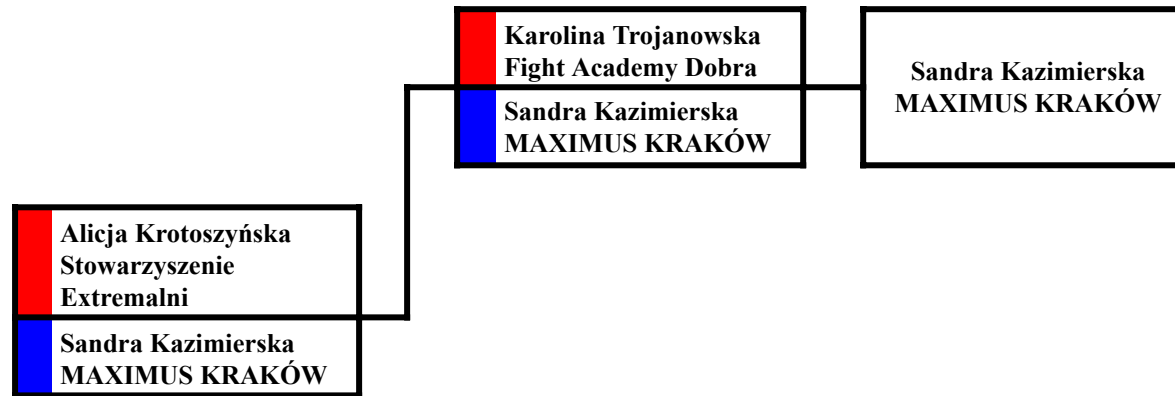 Karolina Trojanowska
Fight Academy Dobra
Sandra Kazimierska
MAXIMUS KRAKÓW
Sandra Kazimierska
MAXIMUS KRAKÓW
Alicja Krotoszyńska
Stowarzyszenie
Extremalni
Sandra Kazimierska
MAXIMUS KRAKÓW